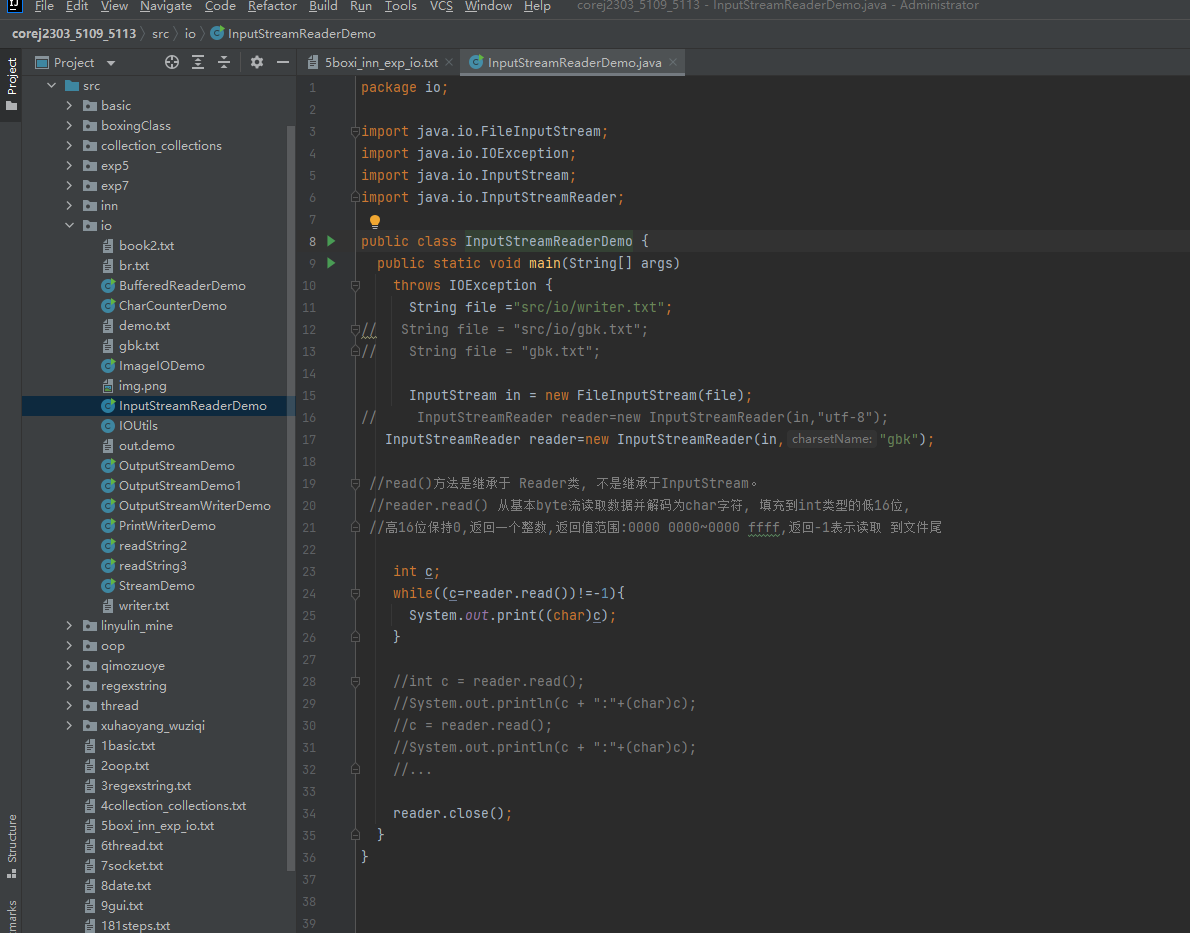 File Edit View Navigate Code Refactor Build Run Tools VCS Window Help corej2303_5109_5113 - InputStreamReaderDemo.java - Administrator
corej2303_5109_5113 src io InputStreamReaderDemo
Project
5boxi_inn_exp_io.txt
InputStreamReaderDemo.java
Project
src
basic
boxingClass
collection_collections
exp5
exp7
inn
io
book2.txt
br.txt
BufferedReaderDemo
CharCounterDemo
demo.txt
gbk.txt
ImageIODemo
img.png
InputStreamReaderDemo
IOUtils
out.demo
OutputStreamDemo
OutputStreamDemo1
OutputStreamWriterDemo
PrintWriterDemo
readString2
readString3
StreamDemo
writer.txt
linyulin_mine
oop
qimozuoye
regexstring
thread
xuhaoyang_wuziqi
1basic.txt
2oop.txt
3regexstring.txt
4collection_collections.txt
5boxi_inn_exp_io.txt
6thread.txt
7socket.txt
8date.txt
9gui.txt
181steps.txt
Structure
1 package io;
2
3 import java.io.FileInputStream;
4 import java.io.IOException;
5 import java.io.InputStream;
6 import java.io.InputStreamReader;
7
8 public class InputStreamReaderDemo {
9 public static void main(String[] args)
10 throws IOException {
11 String file ="src/io/writer.txt";
12 // String file = "src/io/gbk.txt";
13 // String file = "gbk.txt";
14
15 InputStream in = new FileInputStream(file);
16 // InputStreamReader reader=new InputStreamReader(in,"utf-8");
17 InputStreamReader reader=new InputStreamReader(in, charsetName: "gbk");
18
19 //read()方法是继承于 Reader类, 不是继承于InputStream。
20 //reader.read() 从基本byte流读取数据并解码为char字符, 填充到int类型的低16位,
21 //高16位保持0,返回一个整数,返回值范围:0000 0000~0000 ffff,返回-1表示读取 到文件尾
22
23 int c;
24 while((c=reader.read())!=-1){
25 System.out.print((char)c);
26 }
27
28 //int c = reader.read();
29 //System.out.println(c + ":"+(char)c);
30 //c = reader.read();
31 //System.out.println(c + ":"+(char)c);
32 //...
33
34 reader.close();
35 }
36 }
37
38
39